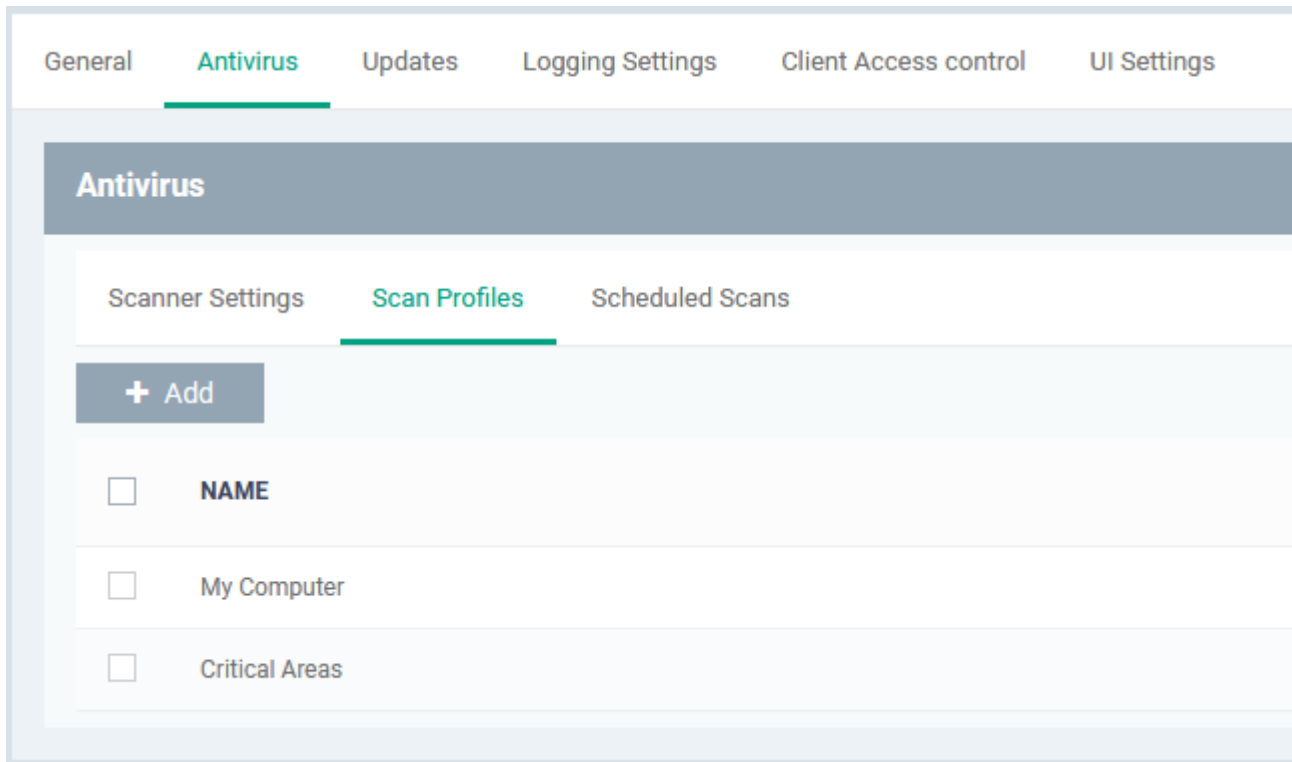 General Antivirus Updates Logging Settings Client Access control UI Settings
Antivirus
Scanner Settings Scan Profiles Scheduled Scans
+ Add
NAME
My Computer
Critical Areas